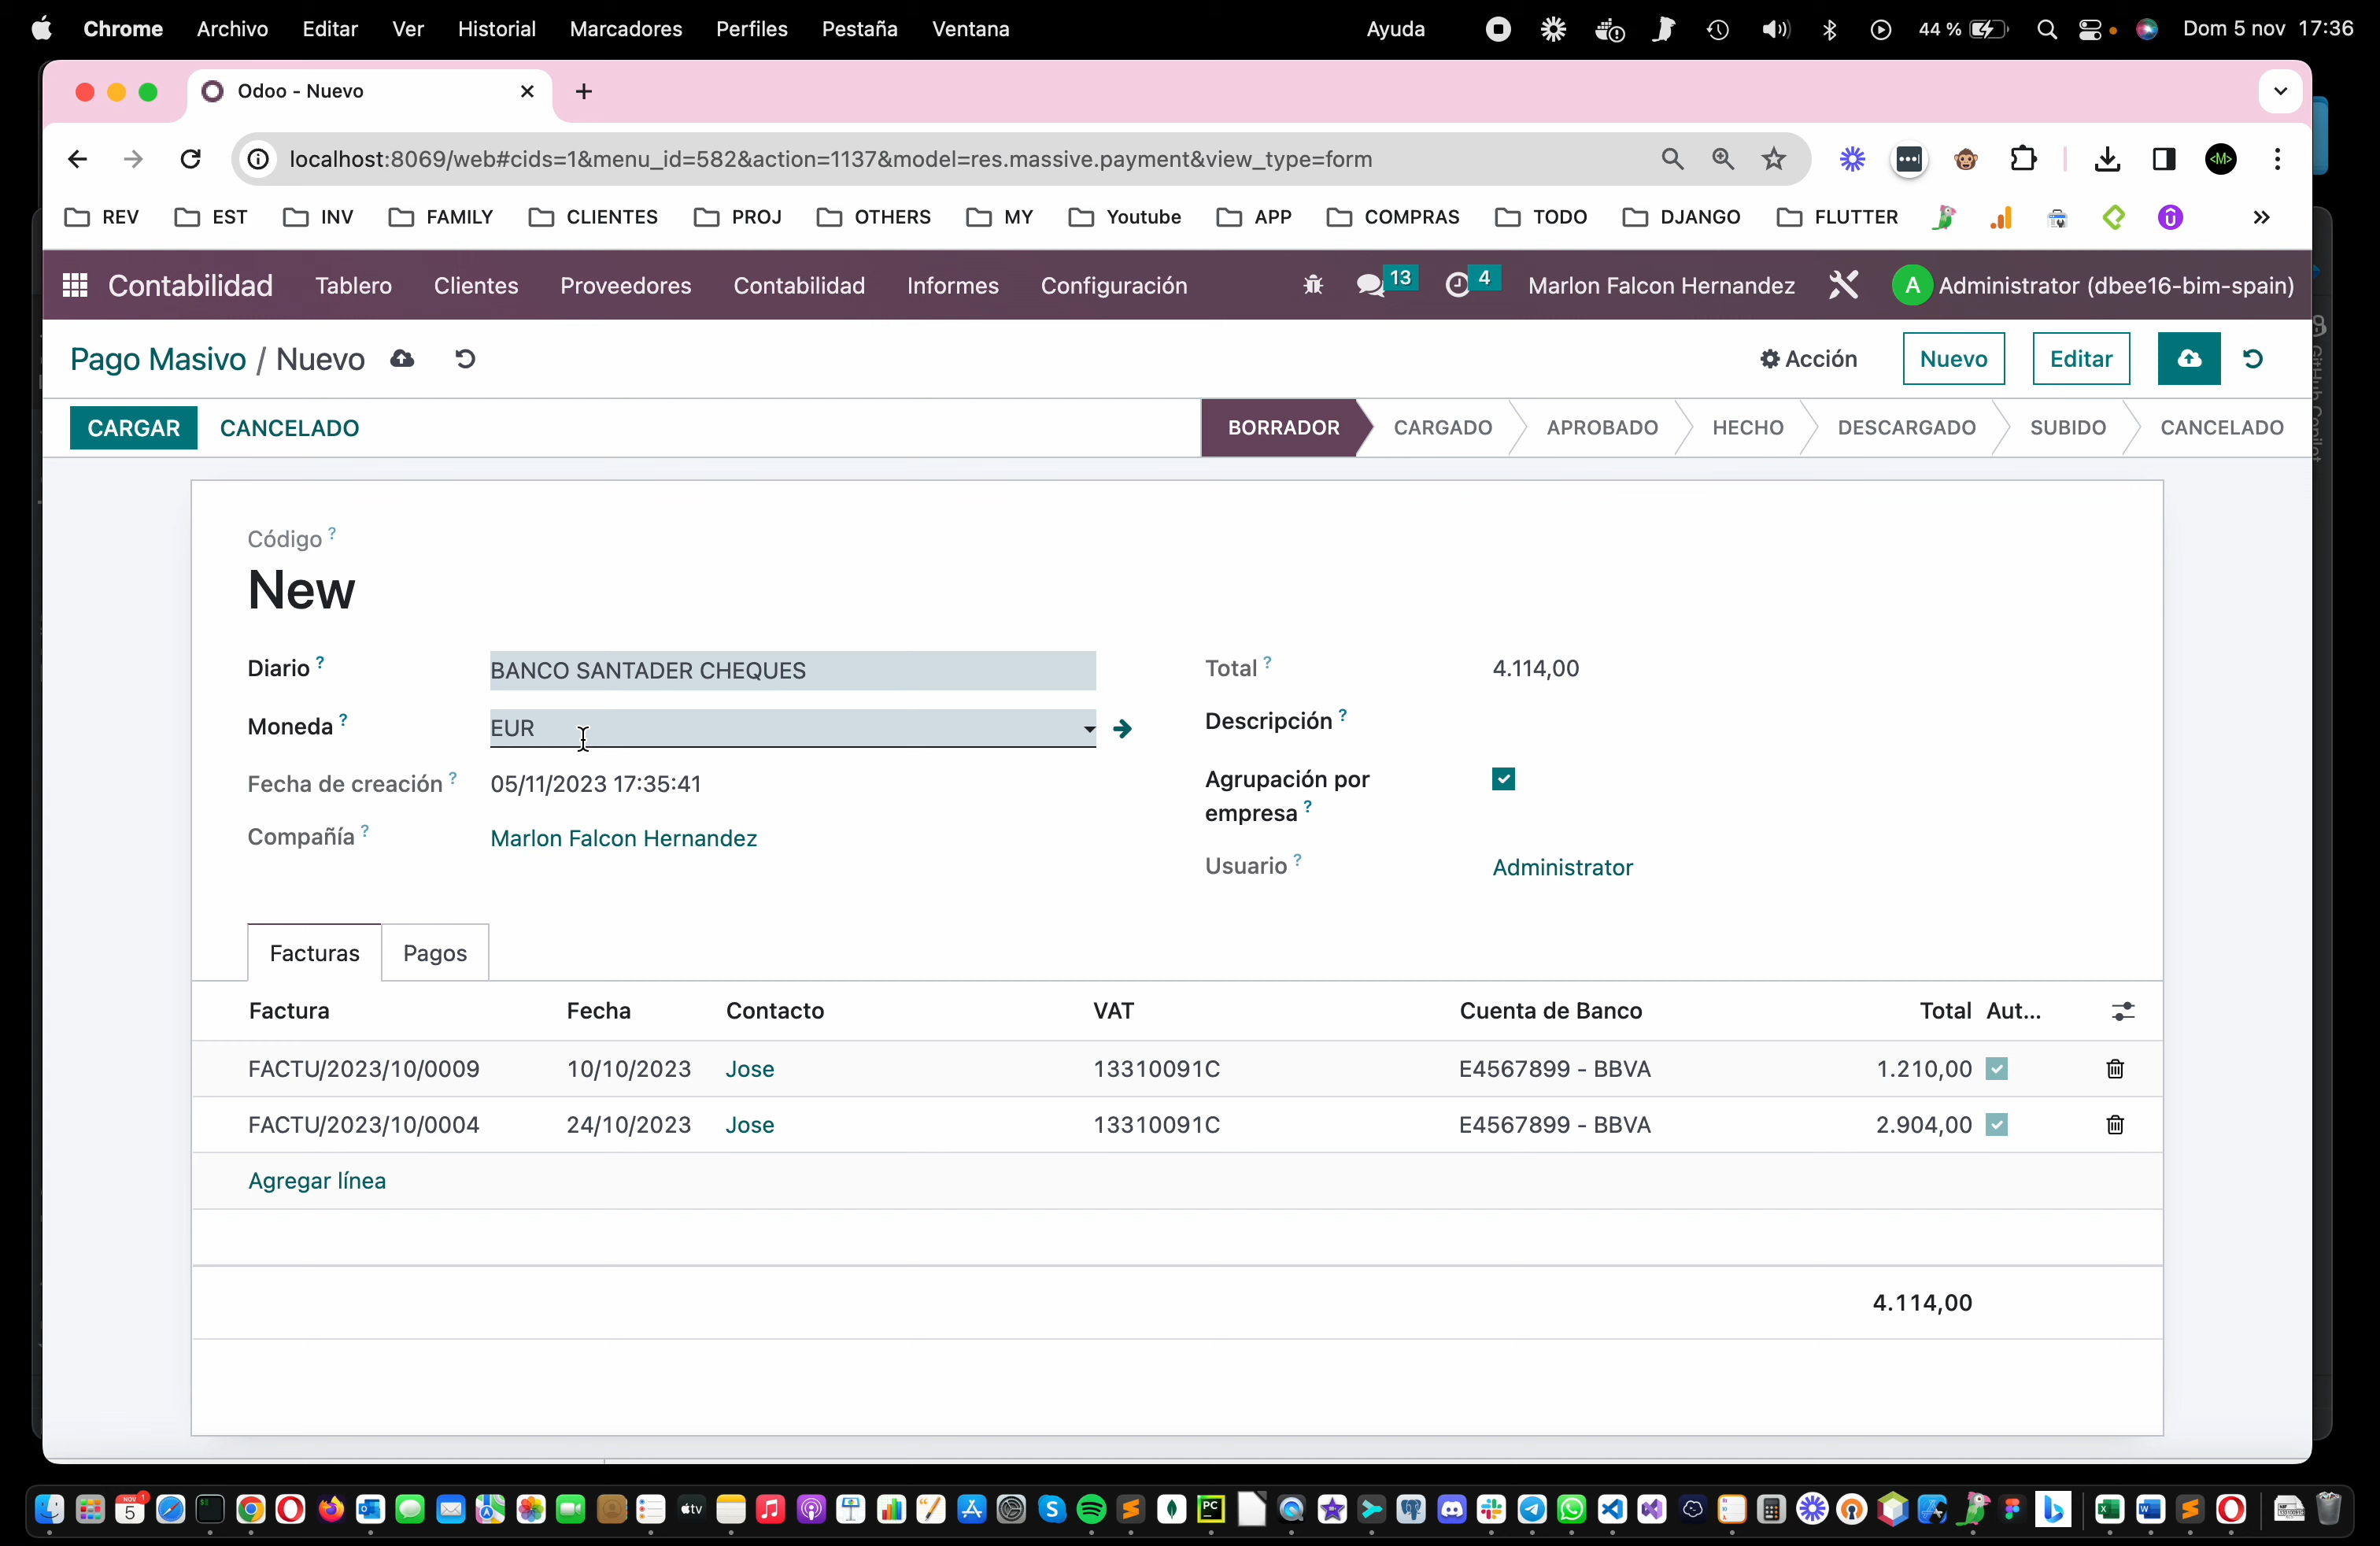 Chrome Archivo Editar Ver Historial Marcadores Perfiles Pestaña Ventana Ayuda 44 % Dom 5 nov 17:36
Odoo - Nuevo
localhost:8069/web#cids=1&menu_id=582&action=1137&model=res.massive.payment&view_type=form
REV EST INV FAMILY CLIENTES PROJ OTHERS MY Youtube APP COMPRAS TODO DJANGO FLUTTER
Contabilidad Tablero Clientes Proveedores Contabilidad Informes Configuración 13 4 Marlon Falcon Hernandez A Administrator (dbee16-bim-spain)
Pago Masivo / Nuevo Acción Nuevo Editar
CARGAR CANCELADO BORRADOR CARGADO APROBADO HECHO DESCARGADO SUBIDO CANCELADO
Código ?
New
Diario ? BANCO SANTADER CHEQUES Total ? 4.114,00
Moneda ? EUR Descripción ?
Fecha de creación ? 05/11/2023 17:35:41 Agrupación por
empresa ?
Compañía ? Marlon Falcon Hernandez
Usuario ? Administrator
Facturas Pagos
Factura Fecha Contacto VAT Cuenta de Banco Total Aut...
FACTU/2023/10/0009 10/10/2023 Jose 13310091C E4567899 - BBVA 1.210,00
FACTU/2023/10/0004 24/10/2023 Jose 13310091C E4567899 - BBVA 2.904,00
Agregar línea
4.114,00